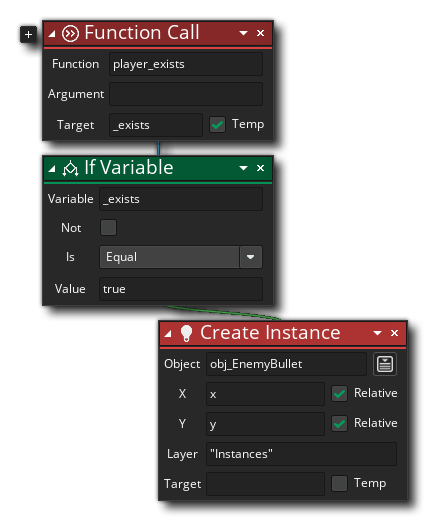 Function Call
Function player_exists
Argument
Target _exists Temp
If Variable
Variable _exists
Not
Is Equal
Value true
Create Instance
Object obj_EnemyBullet
X x Relative
Y y Relative
Layer "Instances"
Target Temp